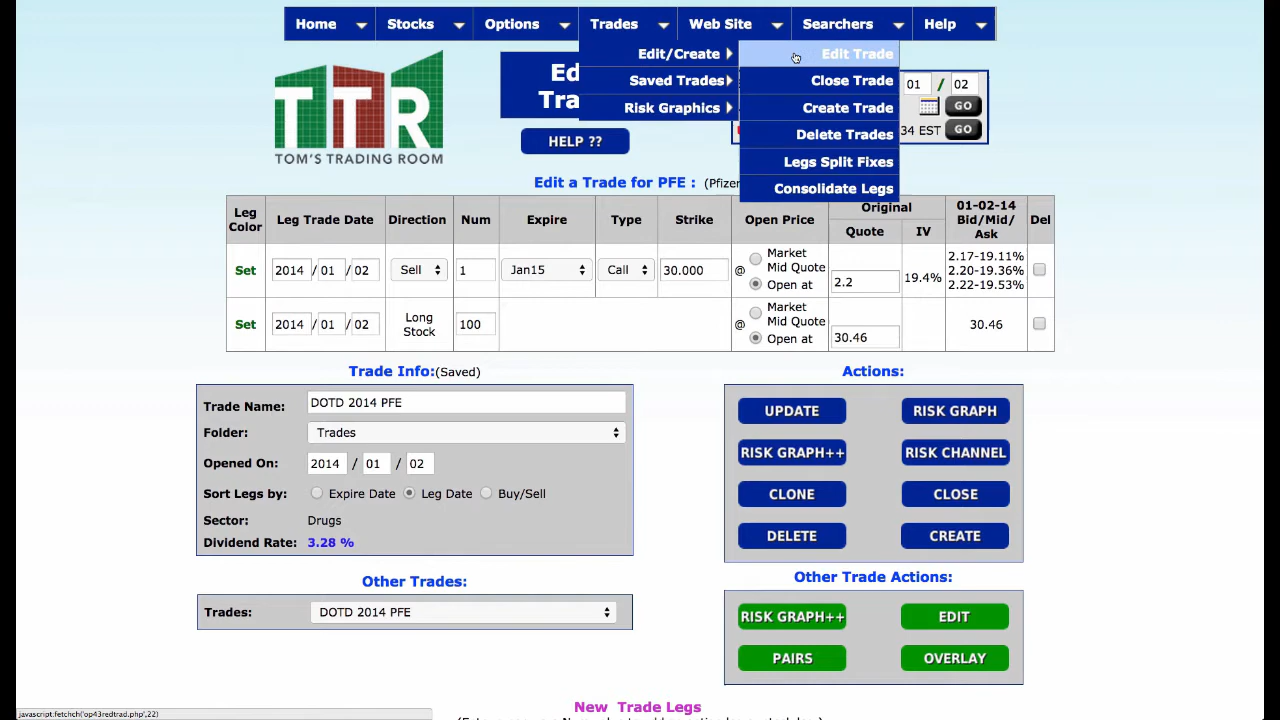 Home Stocks Options Trades Web Site Searchers Help
Edit/Create Edit Trade
Saved Trades Close Trade
Risk Graphics Create Trade
Delete Trades
Legs Split Fixes
Consolidate Legs
TTR
TOM'S TRADING ROOM
Ed
Tra
HELP ??
01 / 02
GO
34 EST GO
Edit a Trade for PFE : (Pfizer
Leg Color Leg Trade Date Direction Num Expire Type Strike Open Price Original 01-02-14 Bid/Mid/ Ask Del
Quote IV
Set 2014 / 01 / 02 Sell 1 Jan15 Call 30.000 @ Market Mid Quote Open at 2.2 19.4% 2.17-19.11% 2.20-19.36% 2.22-19.53%
Set 2014 / 01 / 02 Long Stock 100 @ Market Mid Quote Open at 30.46 30.46
Trade Info:(Saved)
Trade Name: DOTD 2014 PFE
Folder: Trades
Opened On: 2014 / 01 / 02
Sort Legs by: Expire Date Leg Date Buy/Sell
Sector: Drugs
Dividend Rate: 3.28 %
Other Trades:
Trades: DOTD 2014 PFE
Actions:
UPDATE RISK GRAPH
RISK GRAPH++ RISK CHANNEL
CLONE CLOSE
DELETE CREATE
Other Trade Actions:
RISK GRAPH++ EDIT
PAIRS OVERLAY
New Trade Legs
javascript:fetchch('op43redtrad.php',22)